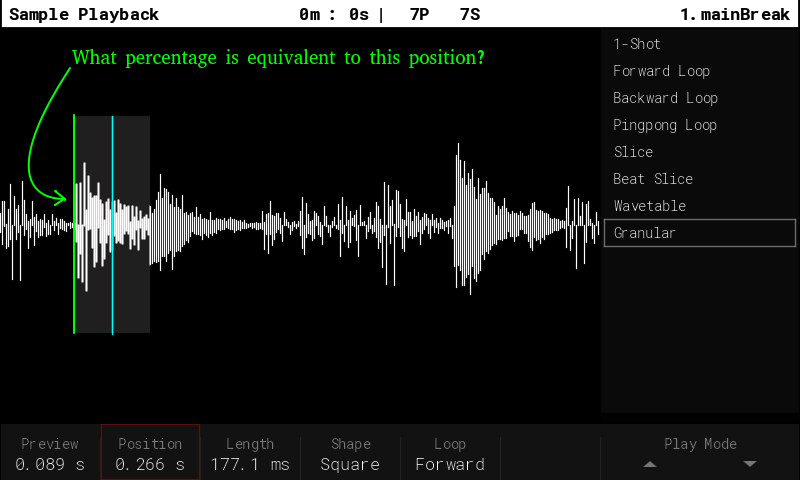 Sample Playback 0m : 0s | 7P 7S 1.mainBreak
What percentage is equivalent to this position?
1-Shot
Forward Loop
Backward Loop
Pingpong Loop
Slice
Beat Slice
Wavetable
Granular
Preview Position Length Shape Loop Play Mode
0.089 s 0.266 s 177.1 ms Square Forward